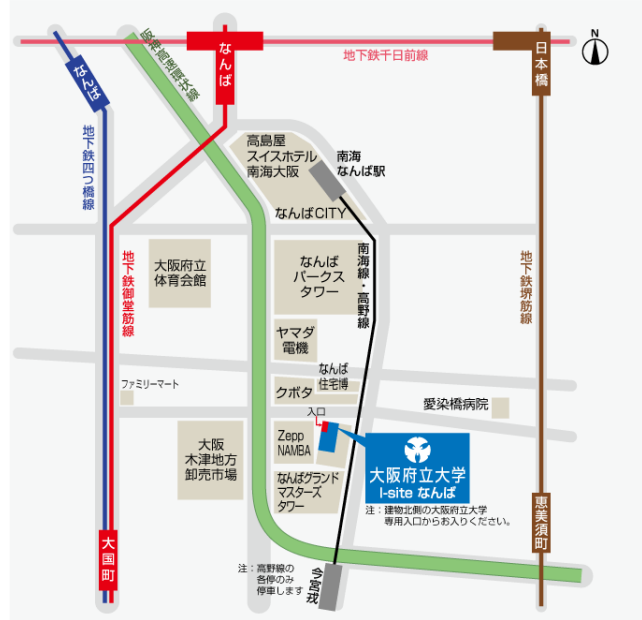 N
なんば
地下鉄千日前線
日本橋
なんば
阪神高速環状線
地下鉄四つ橋線
高島屋
スイスホテル
南海大阪
南海
なんば駅
なんばCITY
地下鉄御堂筋線
大阪府立
体育会館
なんば
パークス
タワー
南海線・高野線
地下鉄堺筋線
ヤマダ
電機
なんば
住宅博
ファミリーマート
クボタ
愛染橋病院
入口
大阪
木津地方
卸売市場
Zepp
NAMBA
大阪府立大学
I-site なんば
なんばグランド
マスターズ
タワー
注：建物北側の大阪府立大学
専用入口からお入りください。
大国町
恵美須町
注：高野線の
各停のみ
停車します
今宮戎